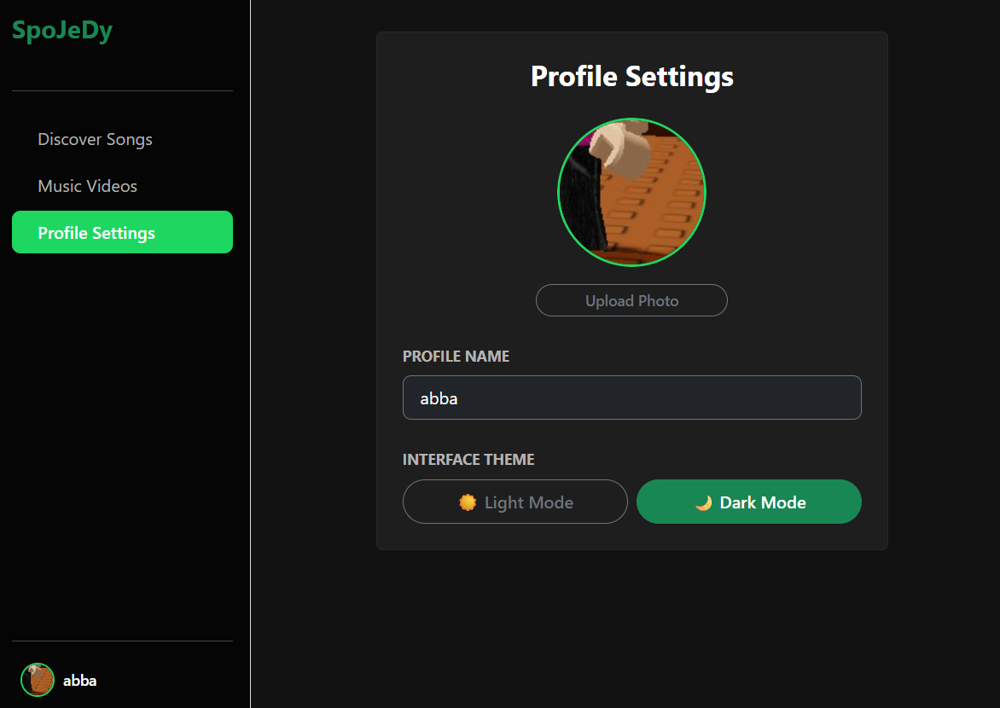 SpoJeDy
Discover Songs
Music Videos
Profile Settings
abba
Profile Settings
Upload Photo
PROFILE NAME
abba
INTERFACE THEME
Light Mode
Dark Mode